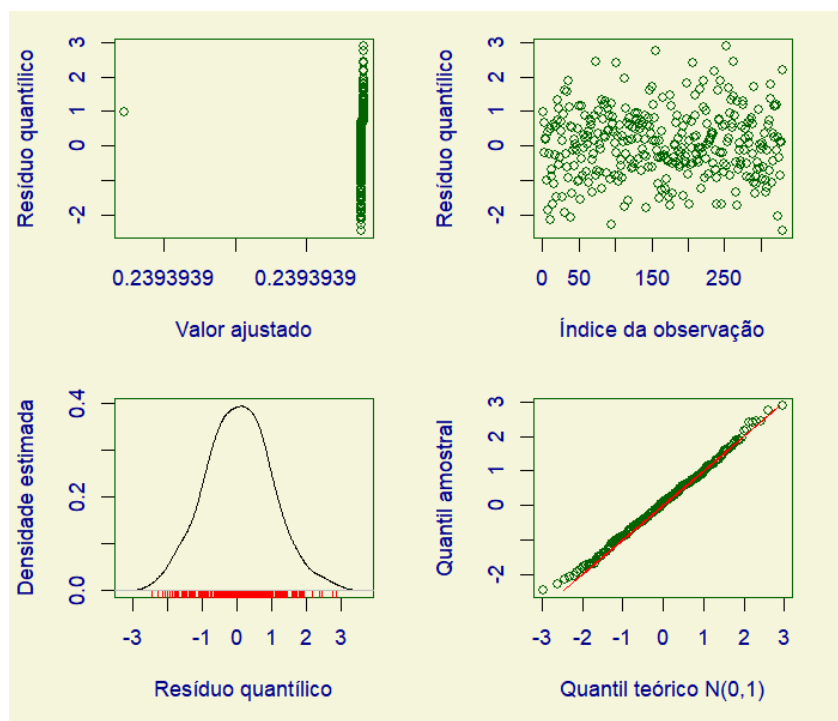 Resíduo quantílico
3
2
1
0
-2
0.2393939 0.2393939
Valor ajustado
Resíduo quantílico
3
2
1
0
-2
0 50 150 250
Índice da observação
Densidade estimada
0.4
0.2
0.0
-3 -1 0 1 2 3
Resíduo quantílico
Quantil amostral
3
2
1
0
-2
-3 -2 -1 0 1 2 3
Quantil teórico N(0,1)